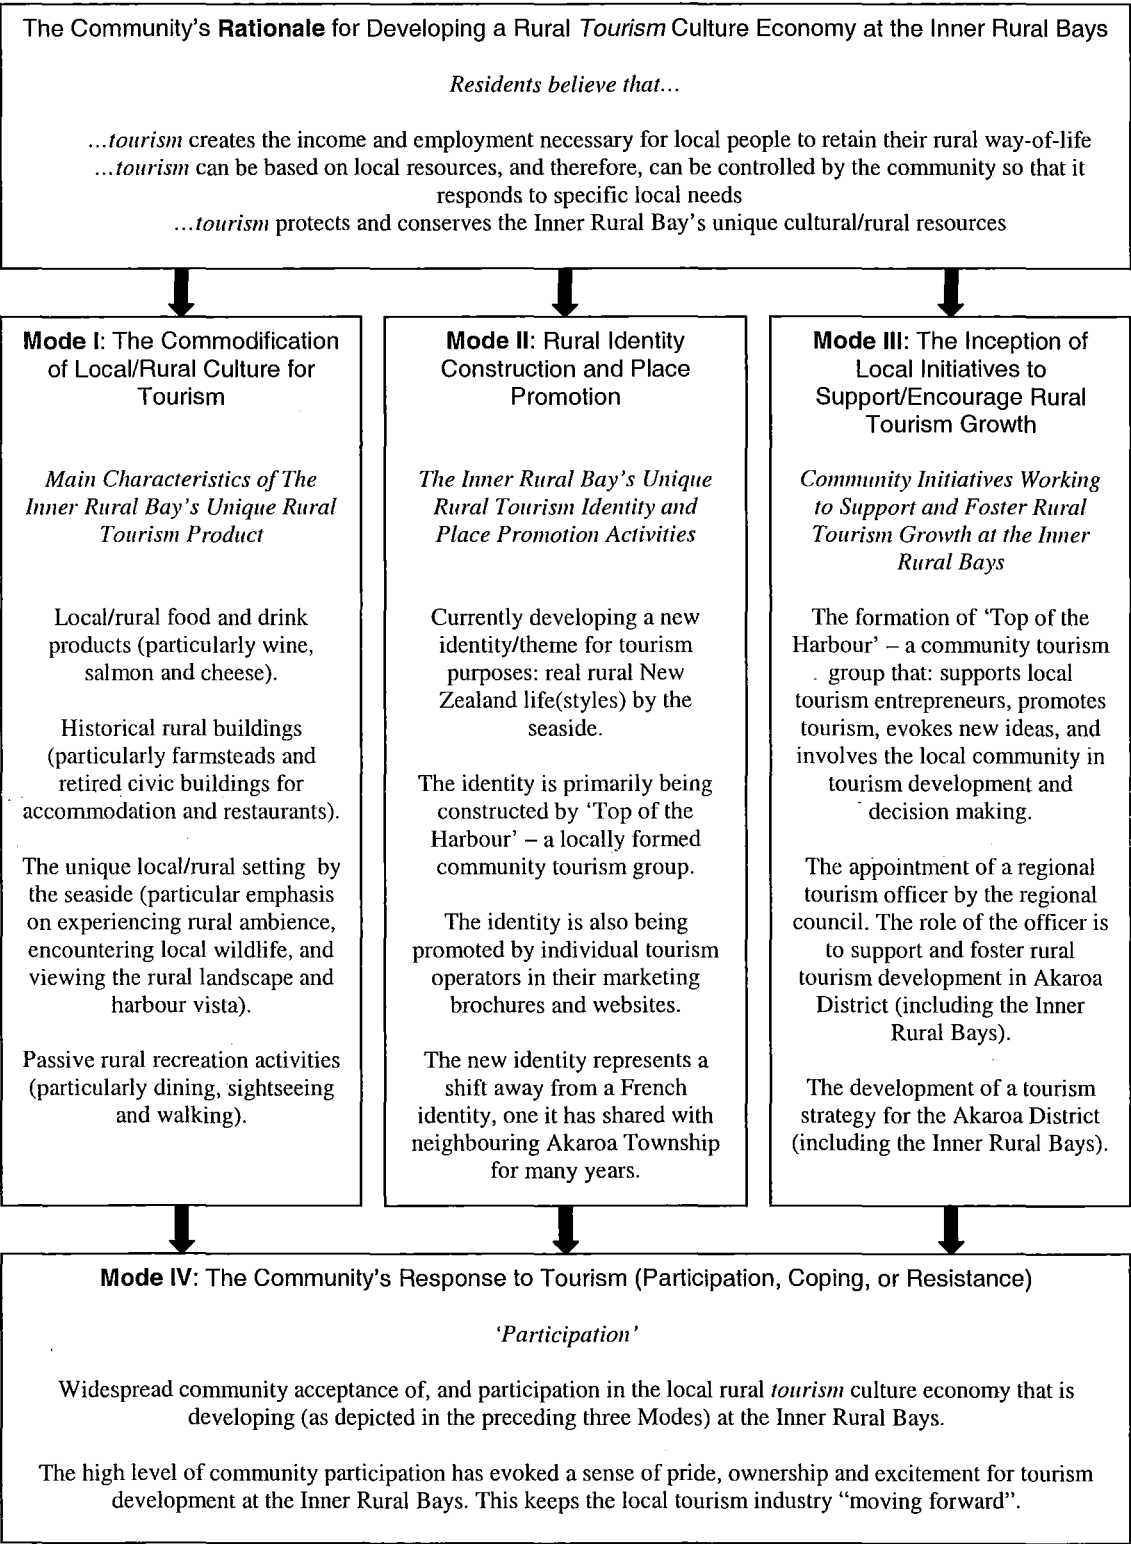 The Community's Rationale for Developing a Rural Tourism Culture Economy at the Inner Rural Bays
Residents believe that...
...tourism creates the income and employment necessary for local people to retain their rural way-of-life
...tourism can be based on local resources, and therefore, can be controlled by the community so that it
responds to specific local needs
...tourism protects and conserves the Inner Rural Bay's unique cultural/rural resources
Mode I: The Commodification
of Local/Rural Culture for
Tourism
Main Characteristics of The
Inner Rural Bay's Unique Rural
Tourism Product
Local/rural food and drink
products (particularly wine,
salmon and cheese).
Historical rural buildings
(particularly farmsteads and
retired civic buildings for
accommodation and restaurants).
The unique local/rural setting by
the seaside (particular emphasis
on experiencing rural ambience,
encountering local wildlife, and
viewing the rural landscape and
harbour vista).
Passive rural recreation activities
(particularly dining, sightseeing
and walking).
Mode II: Rural Identity
Construction and Place
Promotion
The Inner Rural Bay's Unique
Rural Tourism Identity and
Place Promotion Activities
Currently developing a new
identity/theme for tourism
purposes: real rural New
Zealand life(styles) by the
seaside.
The identity is primarily being
constructed by 'Top of the
Harbour' – a locally formed
community tourism group.
The identity is also being
promoted by individual tourism
operators in their marketing
brochures and websites.
The new identity represents a
shift away from a French
identity, one it has shared with
neighbouring Akaroa Township
for many years.
Mode III: The Inception of
Local Initiatives to
Support/Encourage Rural
Tourism Growth
Community Initiatives Working
to Support and Foster Rural
Tourism Growth at the Inner
Rural Bays
The formation of 'Top of the
Harbour' – a community tourism
group that: supports local
tourism entrepreneurs, promotes
tourism, evokes new ideas, and
involves the local community in
tourism development and
decision making.
The appointment of a regional
tourism officer by the regional
council. The role of the officer is
to support and foster rural
tourism development in Akaroa
District (including the Inner
Rural Bays).
The development of a tourism
strategy for the Akaroa District
(including the Inner Rural Bays).
Mode IV: The Community's Response to Tourism (Participation, Coping, or Resistance)
'Participation'
Widespread community acceptance of, and participation in the local rural tourism culture economy that is
developing (as depicted in the preceding three Modes) at the Inner Rural Bays.
The high level of community participation has evoked a sense of pride, ownership and excitement for tourism
development at the Inner Rural Bays. This keeps the local tourism industry "moving forward".